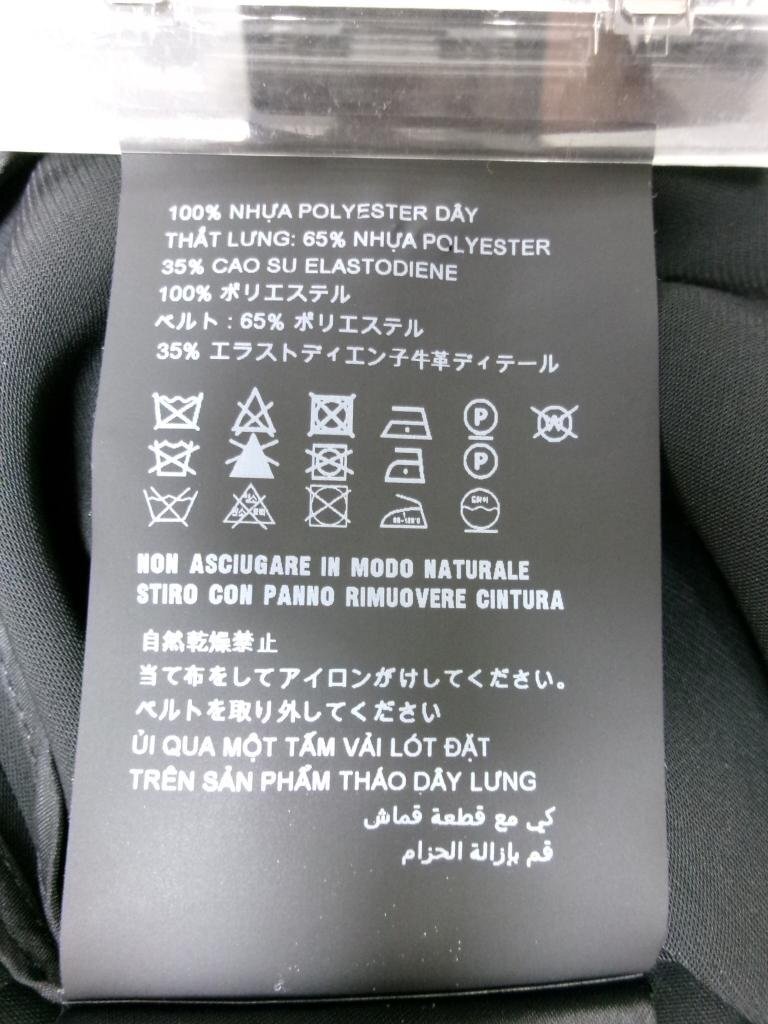 100% NHỰA POLYESTER DÂY
THẮT LƯNG: 65% NHỰA POLYESTER
35% CAO SU ELASTODIENE
100% ポリエステル
ベルト : 65% ポリエステル
35% エラストディエン子牛革ディテール
P
W
P
드라이
NON ASCIUGARE IN MODO NATURALE
STIRO CON PANNO RIMUOVERE CINTURA
自然乾燥禁止
当て布をしてアイロンがけしてください。
ベルトを取り外してください
ỦI QUA MỘT TẤM VẢI LÓT ĐẶT
TRÊN SẢN PHẨM THÁO DÂY LƯNG
كي مع قطعة قماش
قم بإزالة الحزام